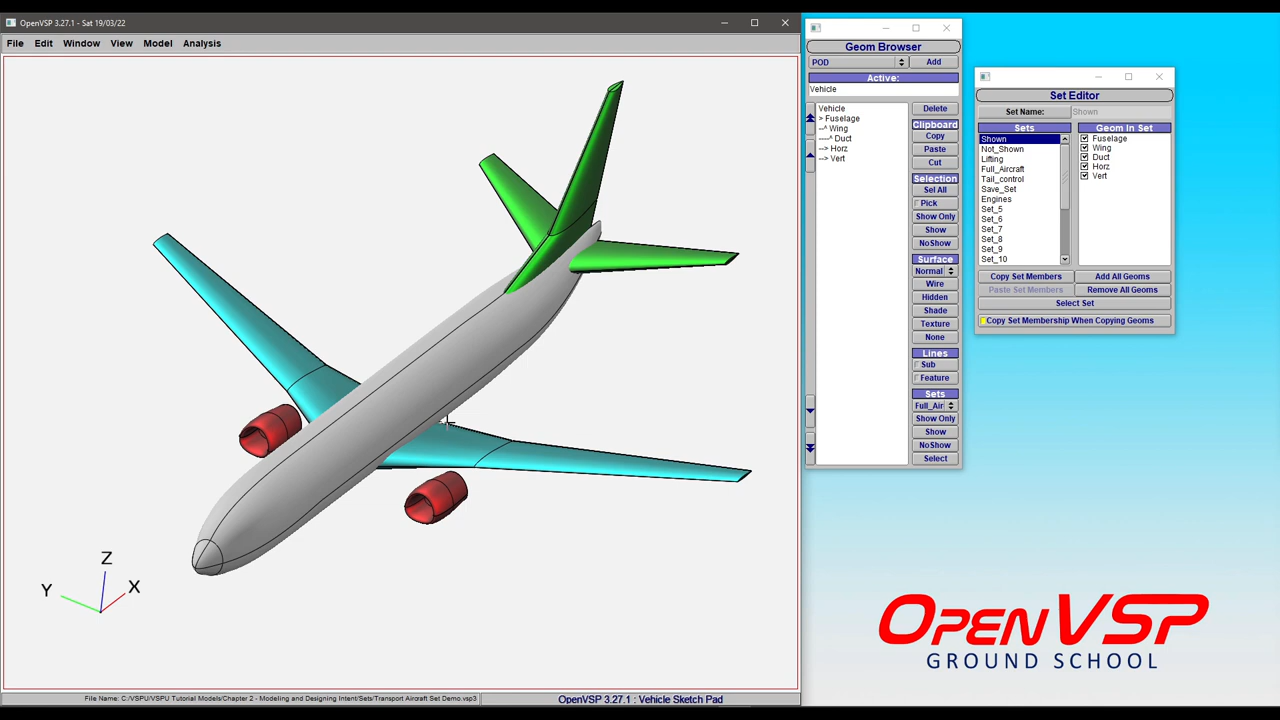 OpenVSP 3.27.1 - Sat 19/03/22
File Edit Window View Model Analysis
Z
Y
X
File Name: C:/VSPU/VSPU Tutorial Models/Chapter 2 - Modeling and Designing Intent/Sets/Transport Aircraft Set Demo.vsp3
OpenVSP 3.27.1 : Vehicle Sketch Pad
Geom Browser
POD
Add
Active:
Vehicle
Vehicle
> Fuselage
--^ Wing
----^ Duct
--> Horz
--> Vert
Delete
Clipboard
Copy
Paste
Cut
Selection
Sel All
Pick
Show Only
Show
NoShow
Surface
Normal
Wire
Hidden
Shade
Texture
None
Lines
Sub
Feature
Sets
Full_Air
Show Only
Show
NoShow
Select
Set Editor
Set Name: Shown
Sets
Shown
Not_Shown
Lifting
Full_Aircraft
Tail_control
Save_Set
Engines
Set_5
Set_6
Set_7
Set_8
Set_9
Set_10
Geom In Set
Fuselage
Wing
Duct
Horz
Vert
Copy Set Members
Add All Geoms
Paste Set Members
Remove All Geoms
Select Set
Copy Set Membership When Copying Geoms
OpenVSP
GROUND SCHOOL